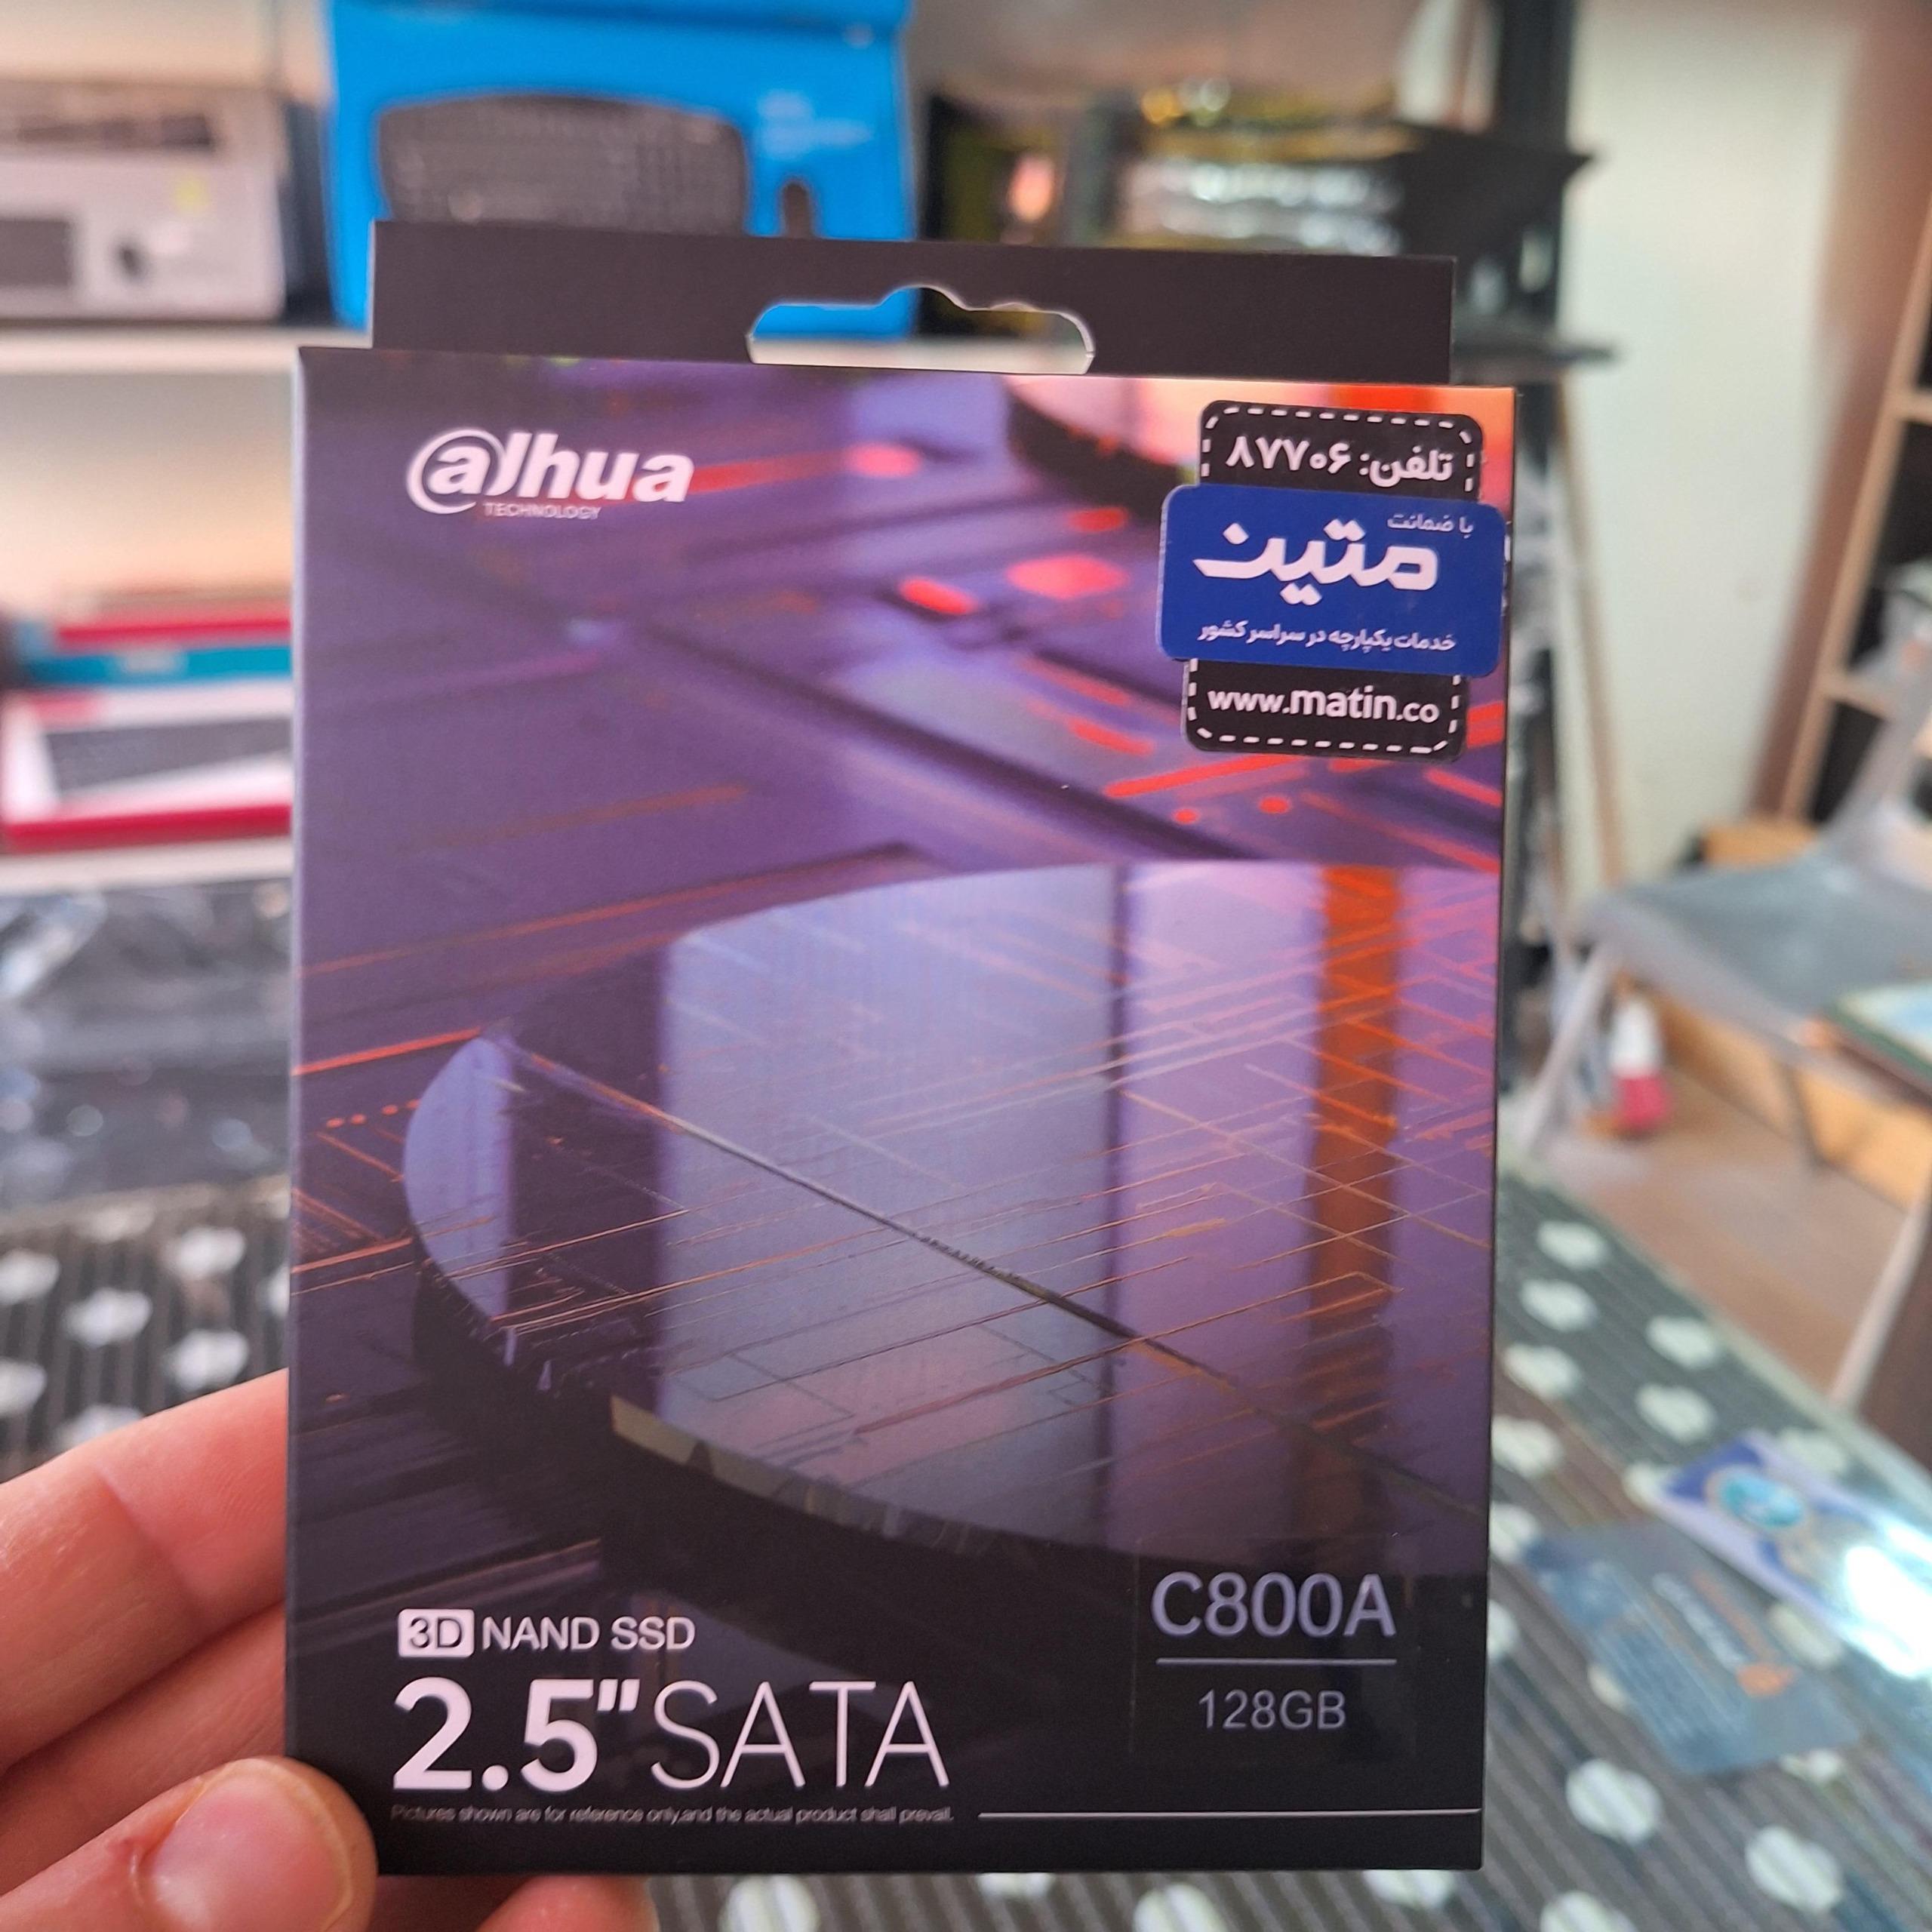 alhua
TECHNOLOGY
تلفن: ۸۷۷۰۶
با ضمانت
متین
خدمات یکپارچه در سراسر کشور
www.matin.co
3D NAND SSD
2.5" SATA
C800A
128GB
Pictures shown are for reference only,and the actual product shall prevail.